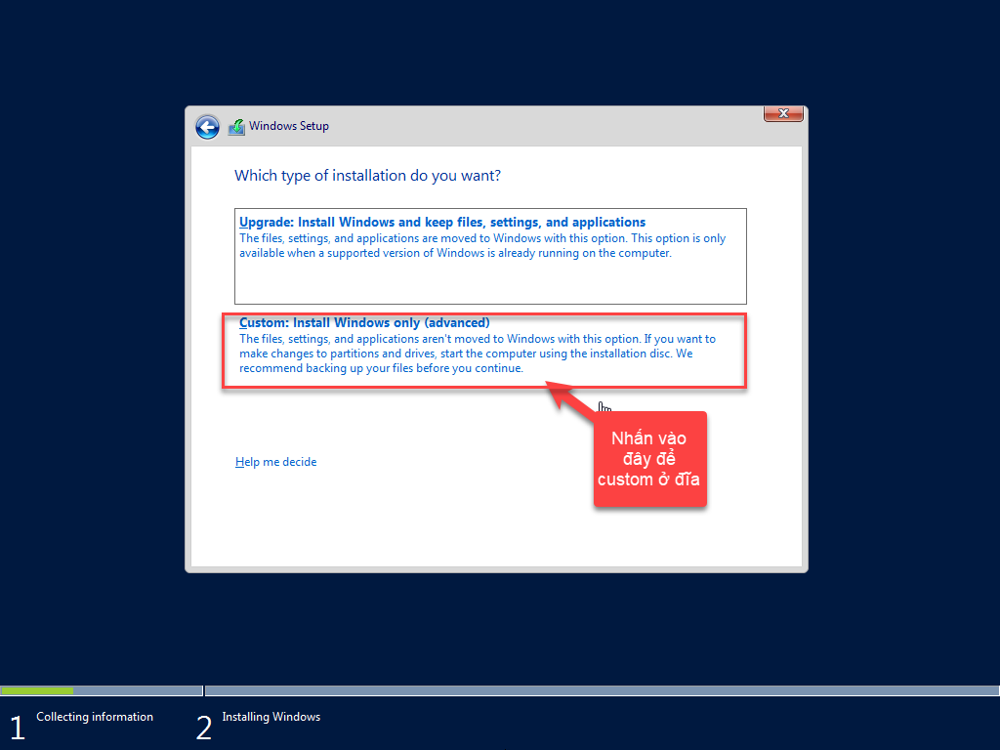 Windows Setup
Which type of installation do you want?
Upgrade: Install Windows and keep files, settings, and applications
The files, settings, and applications are moved to Windows with this option. This option is only
available when a supported version of Windows is already running on the computer.
Custom: Install Windows only (advanced)
The files, settings, and applications aren't moved to Windows with this option. If you want to
make changes to partitions and drives, start the computer using the installation disc. We
recommend backing up your files before you continue.
Nhấn vào
đây để
custom ở đĩa
Help me decide
1 Collecting information
2 Installing Windows